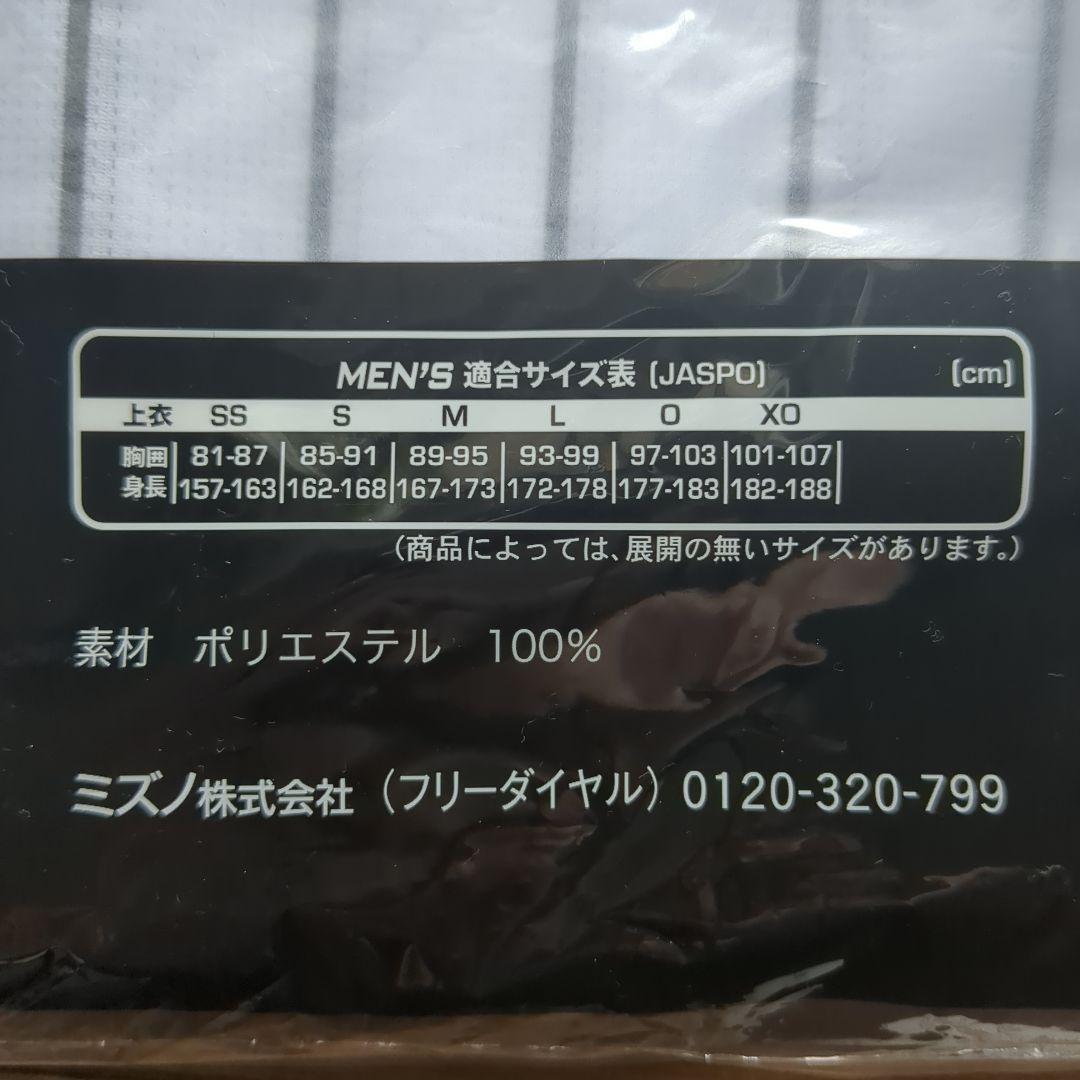 MEN'S 適合サイズ表 [JASPO] [cm]
上衣 SS S M L O XO
胸囲 81-87 85-91 89-95 93-99 97-103 101-107
身長 157-163 162-168 167-173 172-178 177-183 182-188
(商品によっては、展開の無いサイズがあります。)
素材 ポリエステル 100%
ミズノ株式会社 (フリーダイヤル) 0120-320-799